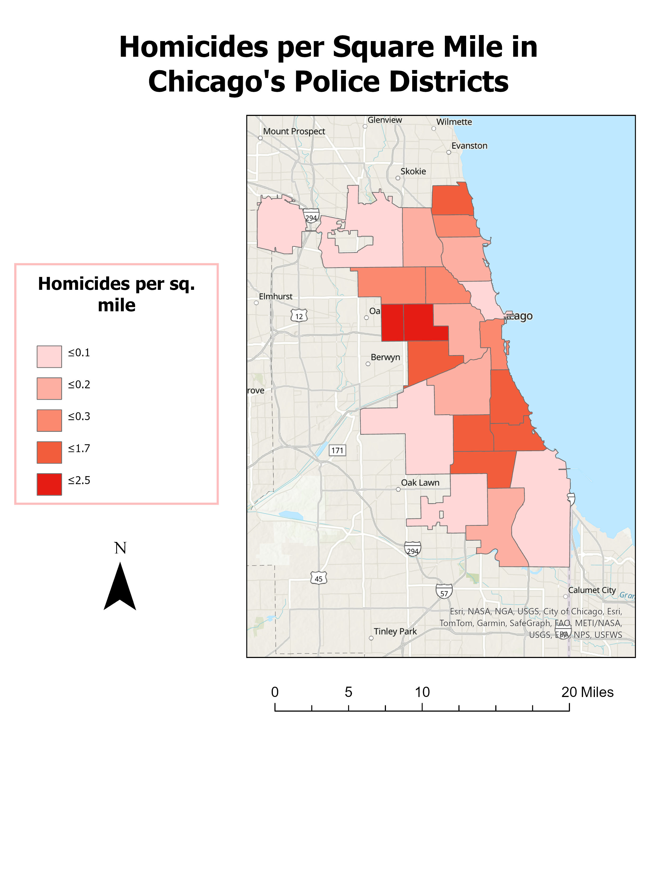 Homicides per Square Mile in
Chicago's Police Districts
Glenview
Wilmette
Mount Prospect
Evanston
Skokie
294
Homicides per sq.
mile
Elmhurst
12
Oa
cago
≤0.1
Berwyn
≤0.2
rove
≤0.3
≤1.7
171
≤2.5
Oak Lawn
N
294
45
57
Calumet City
Gra
Esri, NASA, NGA, USGS, City of Chicago, Esri,
TomTom, Garmin, SafeGraph, FAO, METI/NASA,
USGS, EPA, NPS, USFWS
Tinley Park
0 5 10 20 Miles